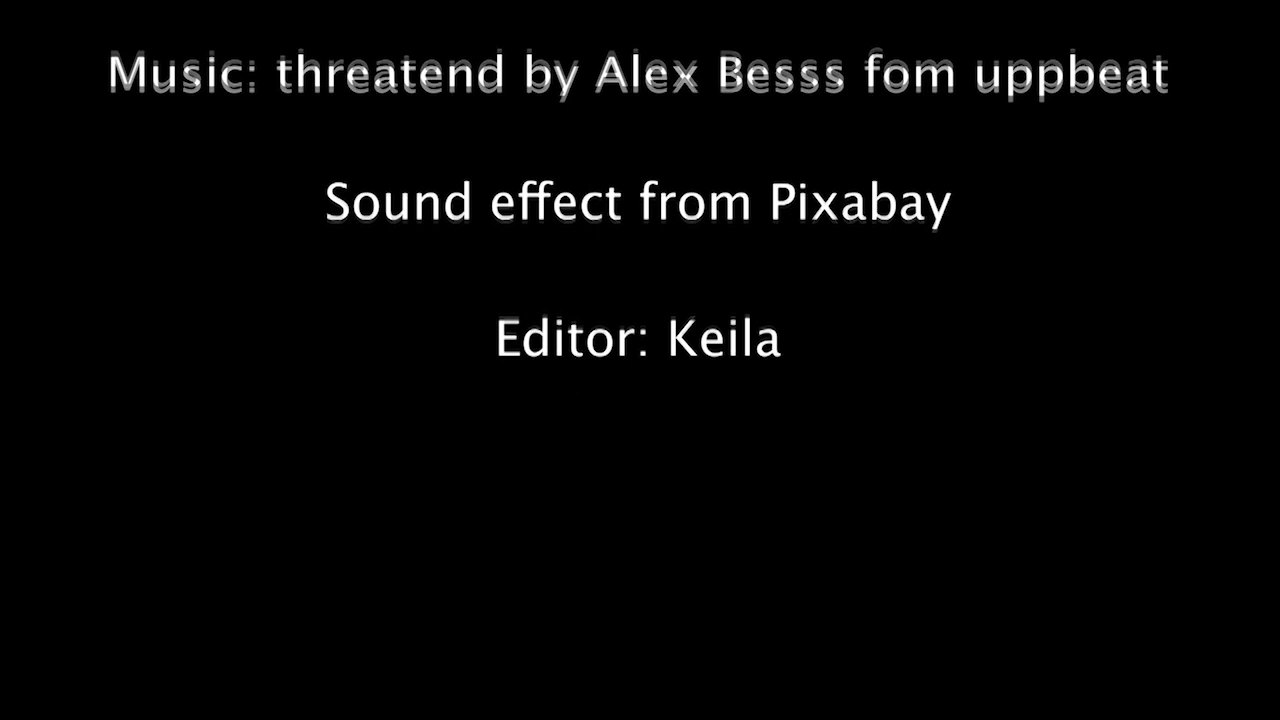 Music: threatend by Alex Besss fom uppbeat
Sound effect from Pixabay
Editor: Keila